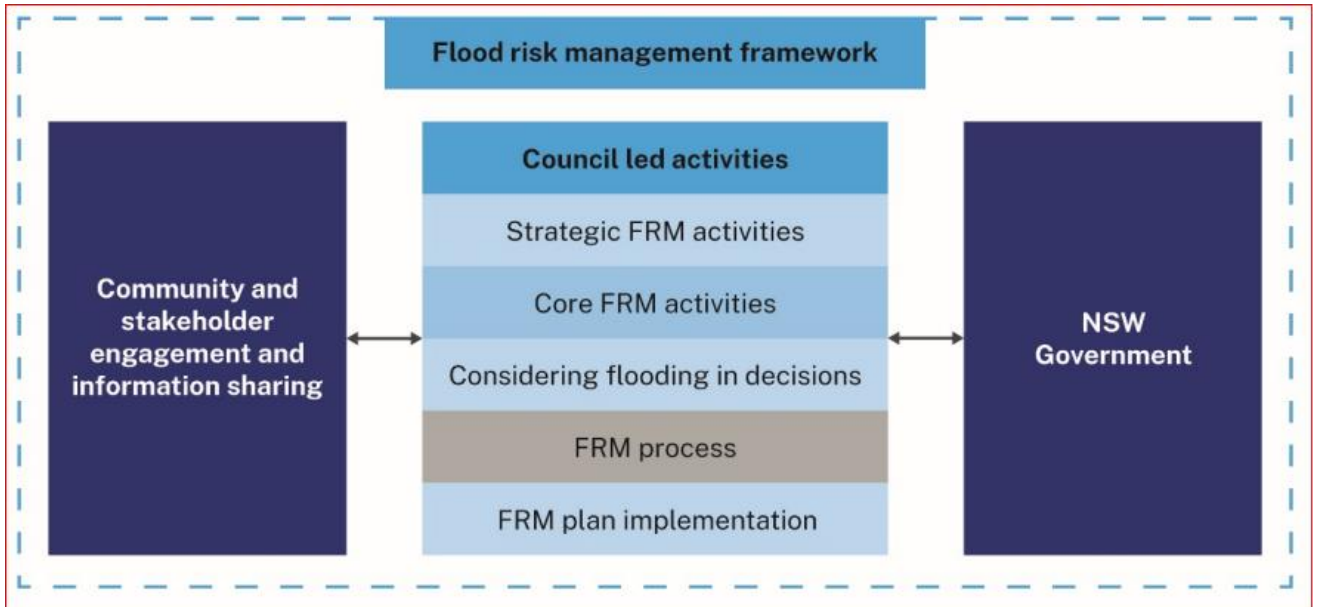 Flood risk management framework
Community and
stakeholder
engagement and
information sharing
Council led activities
Strategic FRM activities
Core FRM activities
Considering flooding in decisions
FRM process
FRM plan implementation
NSW
Government